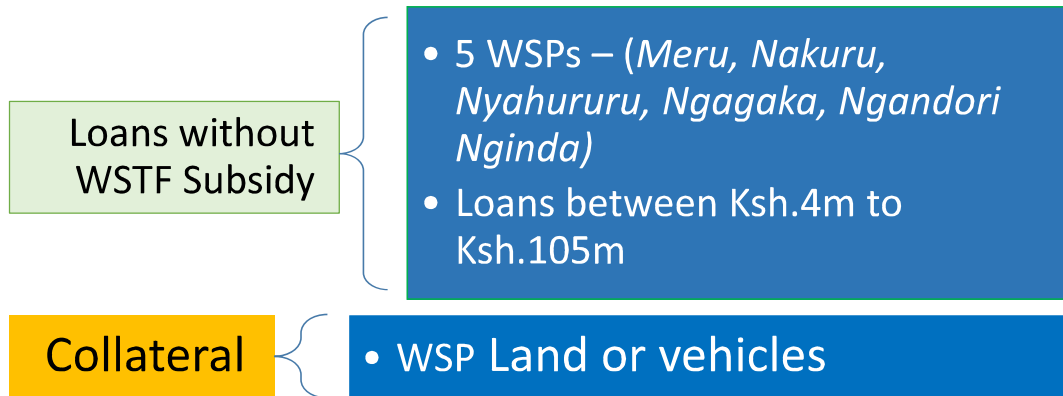 Loans without
WSTF Subsidy
• 5 WSPs – (Meru, Nakuru,
Nyahururu, Ngagaka, Ngandori
Nginda)
• Loans between Ksh.4m to
Ksh.105m
Collateral
• WSP Land or vehicles